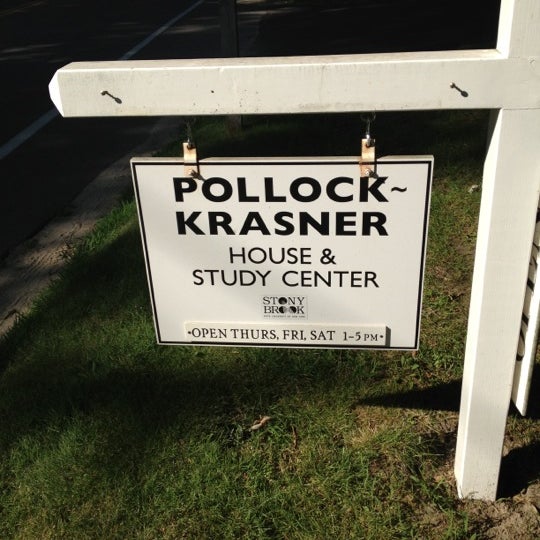 POLLOCK~
KRASNER
HOUSE &
STUDY CENTER
STONY
BROOK
•OPEN THURS, FRI, SAT 1-5 PM•